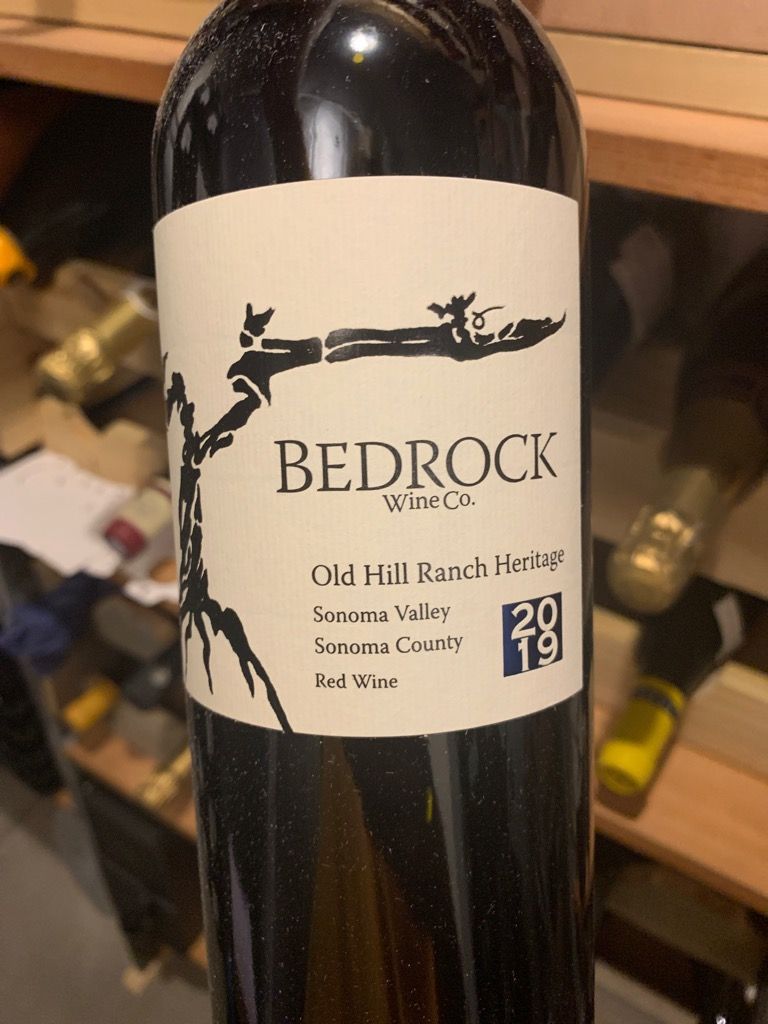 BEDROCK
Wine Co.
Old Hill Ranch Heritage
Sonoma Valley
Sonoma County
Red Wine
20
19